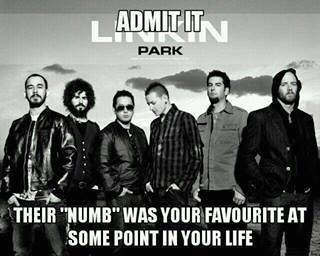 ADMIT IT
LINKIN
PARK
THEIR "NUMB" WAS YOUR FAVOURITE AT
SOME POINT IN YOUR LIFE